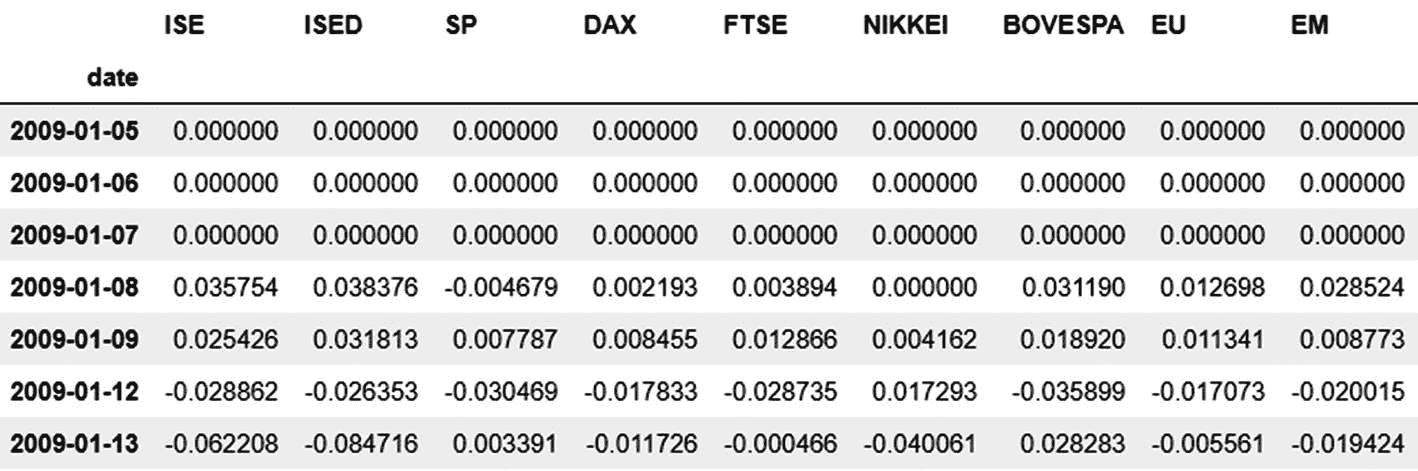 ISE ISED SP DAX FTSE NIKKEI BOVESPA EU EM
date
2009-01-05 0.000000 0.000000 0.000000 0.000000 0.000000 0.000000 0.000000 0.000000 0.000000
2009-01-06 0.000000 0.000000 0.000000 0.000000 0.000000 0.000000 0.000000 0.000000 0.000000
2009-01-07 0.000000 0.000000 0.000000 0.000000 0.000000 0.000000 0.000000 0.000000 0.000000
2009-01-08 0.035754 0.038376 -0.004679 0.002193 0.003894 0.000000 0.031190 0.012698 0.028524
2009-01-09 0.025426 0.031813 0.007787 0.008455 0.012866 0.004162 0.018920 0.011341 0.008773
2009-01-12 -0.028862 -0.026353 -0.030469 -0.017833 -0.028735 0.017293 -0.035899 -0.017073 -0.020015
2009-01-13 -0.062208 -0.084716 0.003391 -0.011726 -0.000466 -0.040061 0.028283 -0.005561 -0.019424